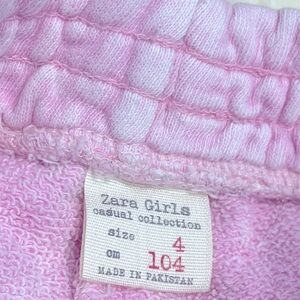 Zara Girls
casual collection
size 4
cm 104
MADE IN PAKISTAN